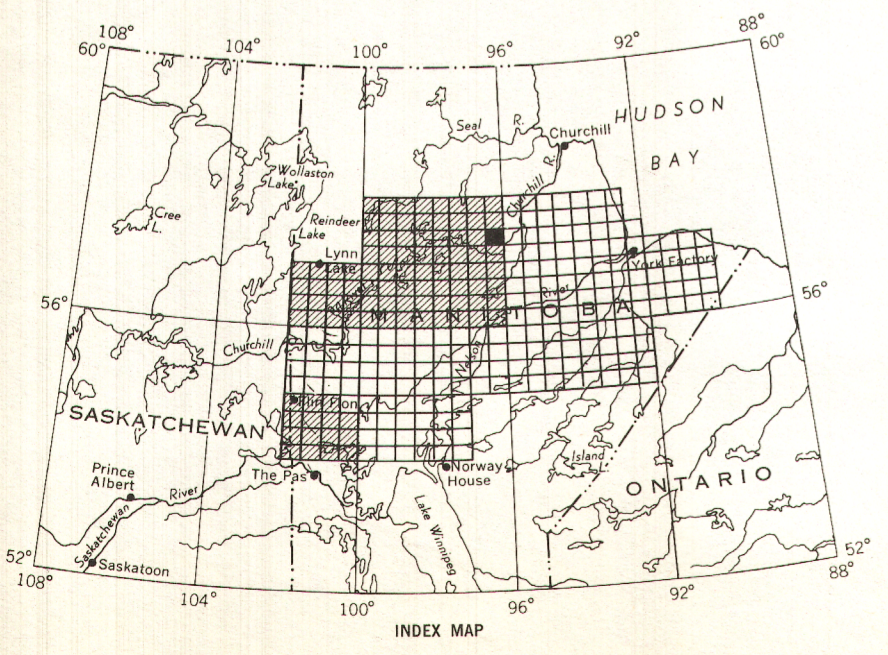 108°
104°
100°
96°
92°
88°
60°
60°
HUDSON
BAY
Seal R.
Churchill
Churchill R.
Wollaston
Lake
Cree
L.
Reindeer
Lake
Lynn
Lake
York Factory
River
MANITOBA
56°
56°
Churchill
Nelson
Flin Flon
SASKATCHEWAN
Prince
Albert
River
The Pas
Norway
House
Island
L.
ONTARIO
Saskatchewan
Saskatoon
Lake Winnipeg
52°
52°
108°
104°
100°
96°
92°
88°
INDEX MAP